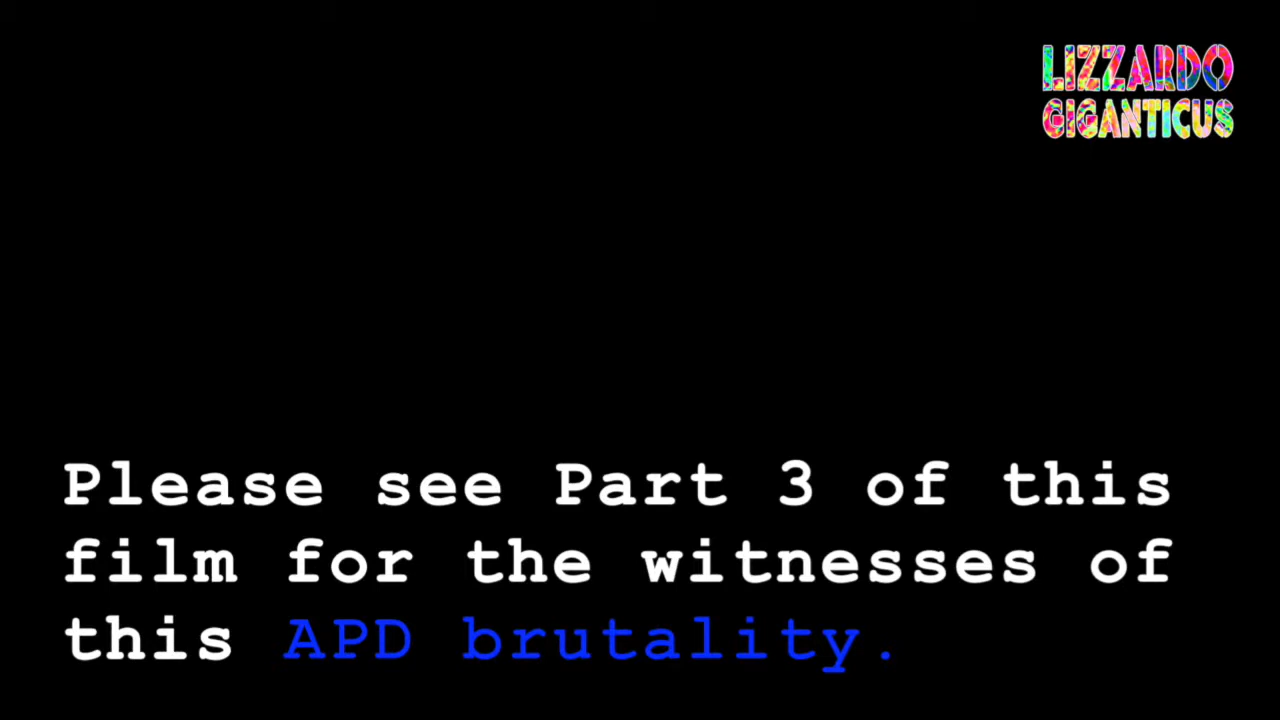 LIZZARDO
GIGANTICUS
Please see Part 3 of this
film for the witnesses of
this APD brutality.